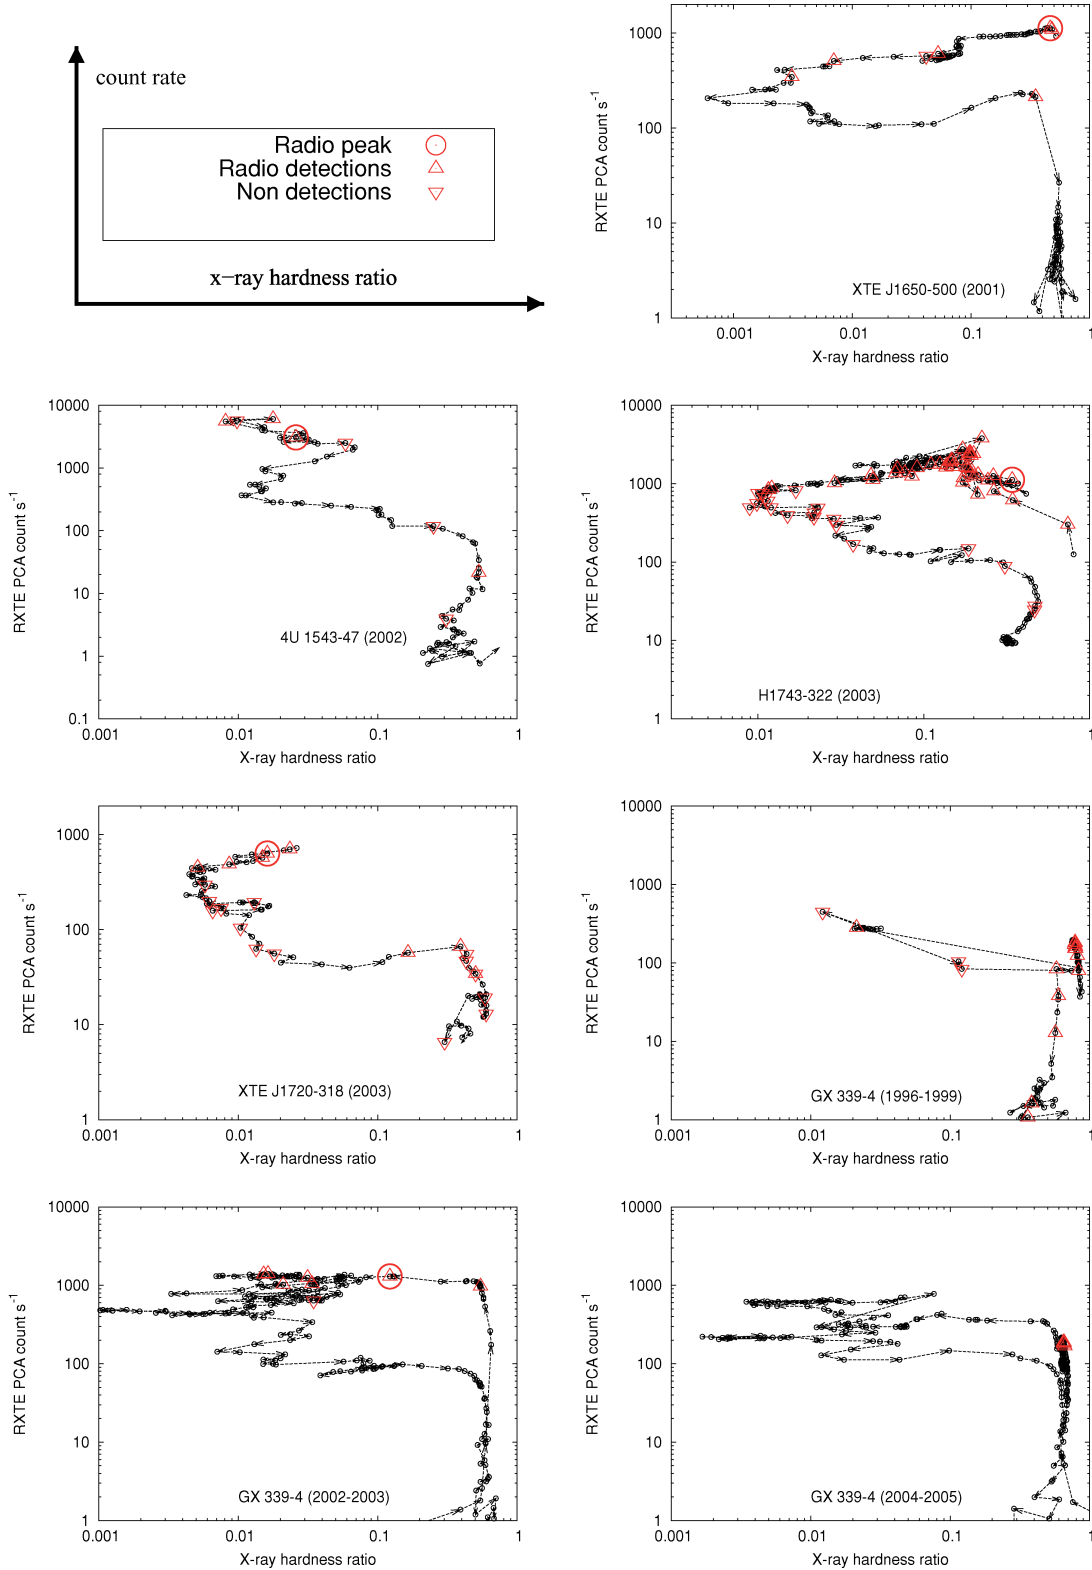 count rate
Radio peak
Radio detections
Non detections
x-ray hardness ratio
1000
100
10
1
RXTE PCA count s-1
XTE J1650-500 (2001)
0.001 0.01 0.1 1
X-ray hardness ratio
10000
1000
100
10
1
0.1
RXTE PCA count s-1
4U 1543-47 (2002)
0.001 0.01 0.1 1
X-ray hardness ratio
10000
1000
100
10
1
RXTE PCA count s-1
H1743-322 (2003)
0.01 0.1 1
X-ray hardness ratio
1000
100
10
1
RXTE PCA count s-1
XTE J1720-318 (2003)
0.001 0.01 0.1 1
X-ray hardness ratio
10000
1000
100
10
1
RXTE PCA count s-1
GX 339-4 (1996-1999)
0.001 0.01 0.1 1
X-ray hardness ratio
10000
1000
100
10
1
RXTE PCA count s-1
GX 339-4 (2002-2003)
0.001 0.01 0.1 1
X-ray hardness ratio
10000
1000
100
10
1
RXTE PCA count s-1
GX 339-4 (2004-2005)
0.001 0.01 0.1 1
X-ray hardness ratio